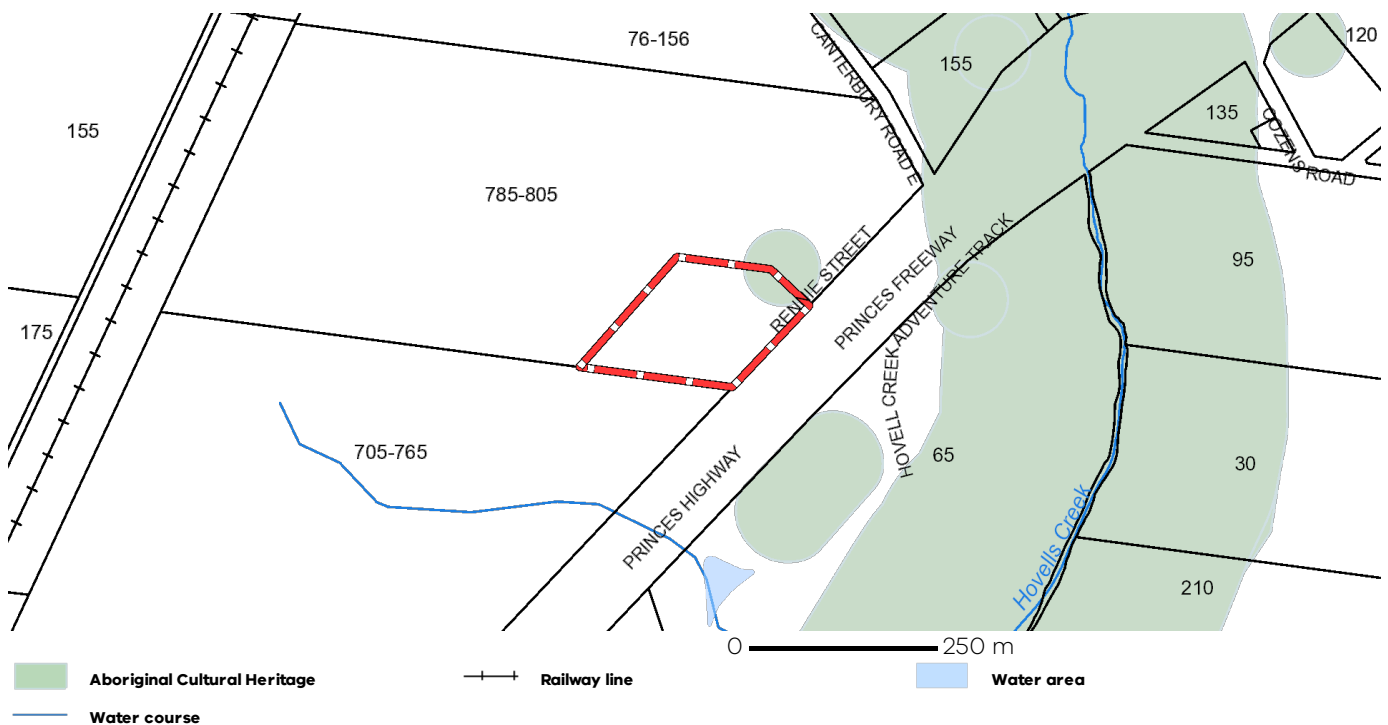 76-156
CANTERBURY ROAD E
155
120
135
COZENS ROAD
155
785-805
RENNIE STREET
PRINCES FREEWAY
HOVELL CREEK ADVENTURE TRACK
95
175
705-765
65
30
PRINCES HIGHWAY
Hovells Creek
210
0 250 m
Aboriginal Cultural Heritage
Railway line
Water area
Water course